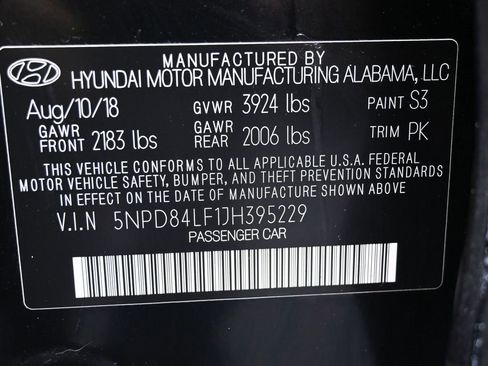 MANUFACTURED BY
HYUNDAI MOTOR MANUFACTURING ALABAMA, LLC
Aug/10/18 GVWR 3924 lbs PAINT S3
GAWR FRONT 2183 lbs GAWR REAR 2006 lbs TRIM PK
THIS VEHICLE CONFORMS TO ALL APPLICABLE U.S.A. FEDERAL
MOTOR VEHICLE SAFETY, BUMPER, AND THEFT PREVENTION STANDARDS
IN EFFECT ON THE DATE OF MANUFACTURE SHOWN ABOVE
V.I.N 5NPD84LF1JH395229
PASSENGER CAR